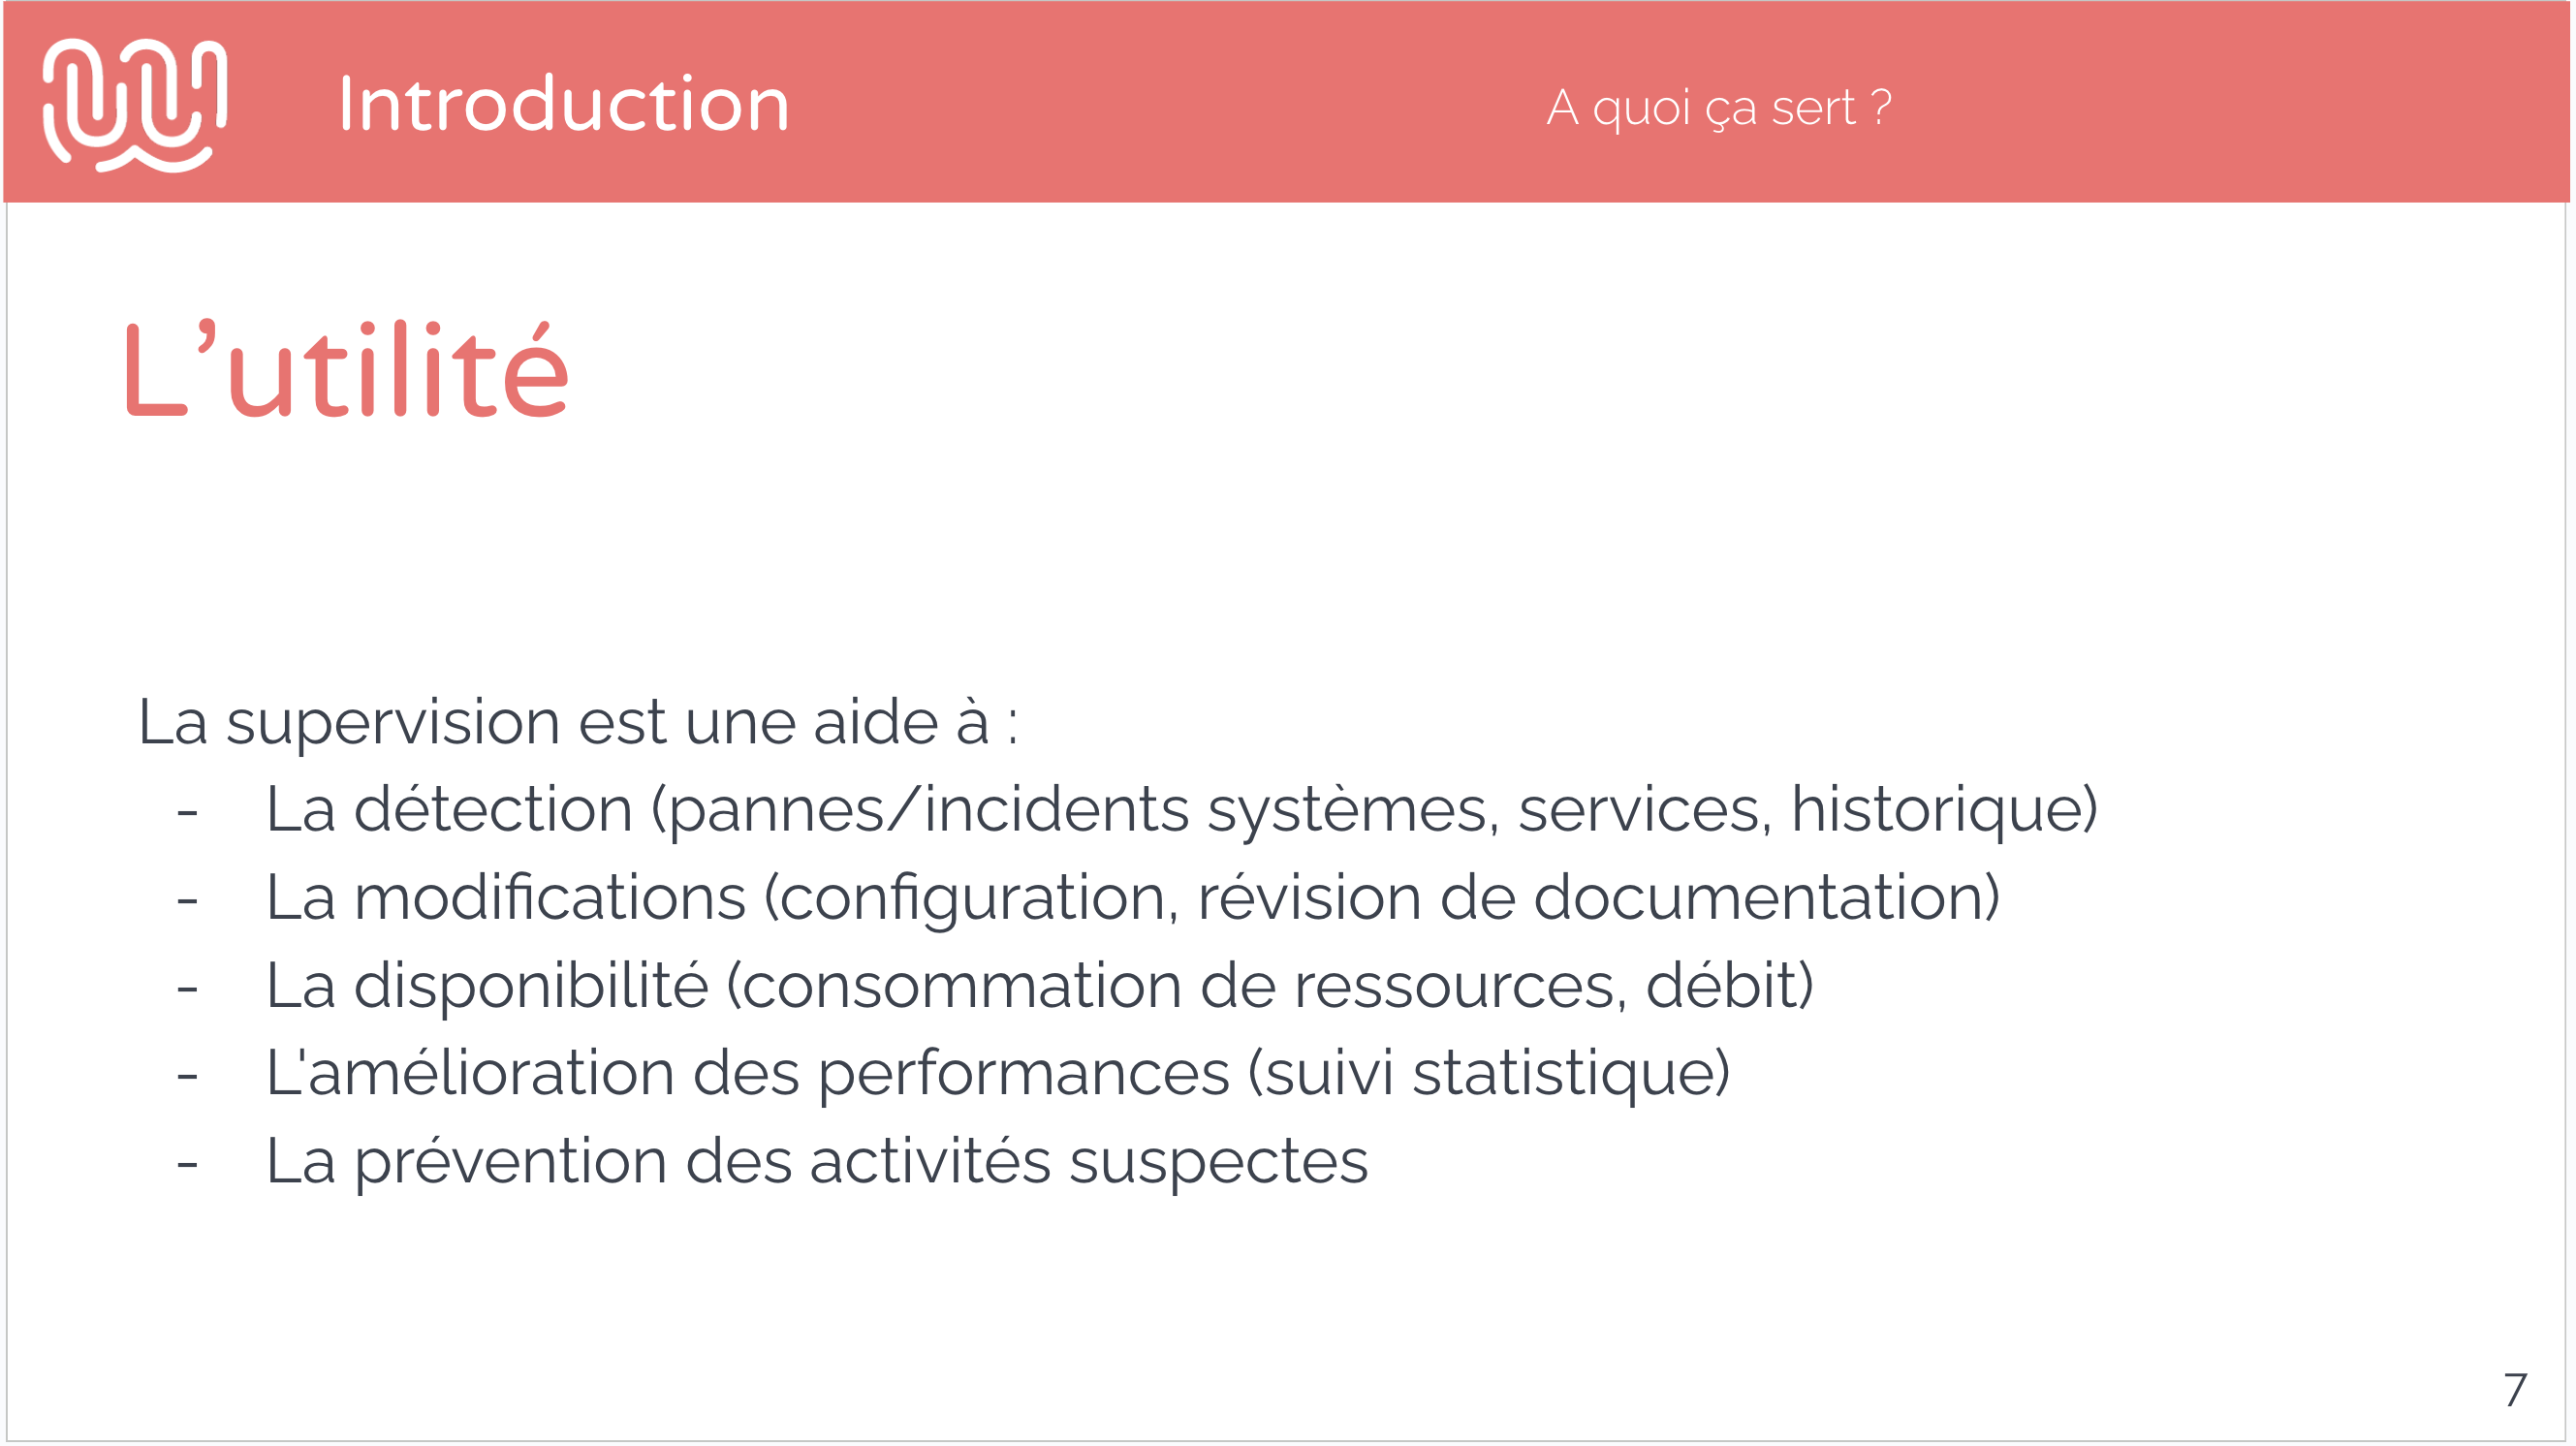 Introduction
A quoi ça sert ?
L’utilité
La supervision est une aide à :
- La détection (pannes/incidents systèmes, services, historique)
- La modifications (configuration, révision de documentation)
- La disponibilité (consommation de ressources, débit)
- L'amélioration des performances (suivi statistique)
- La prévention des activités suspectes
7